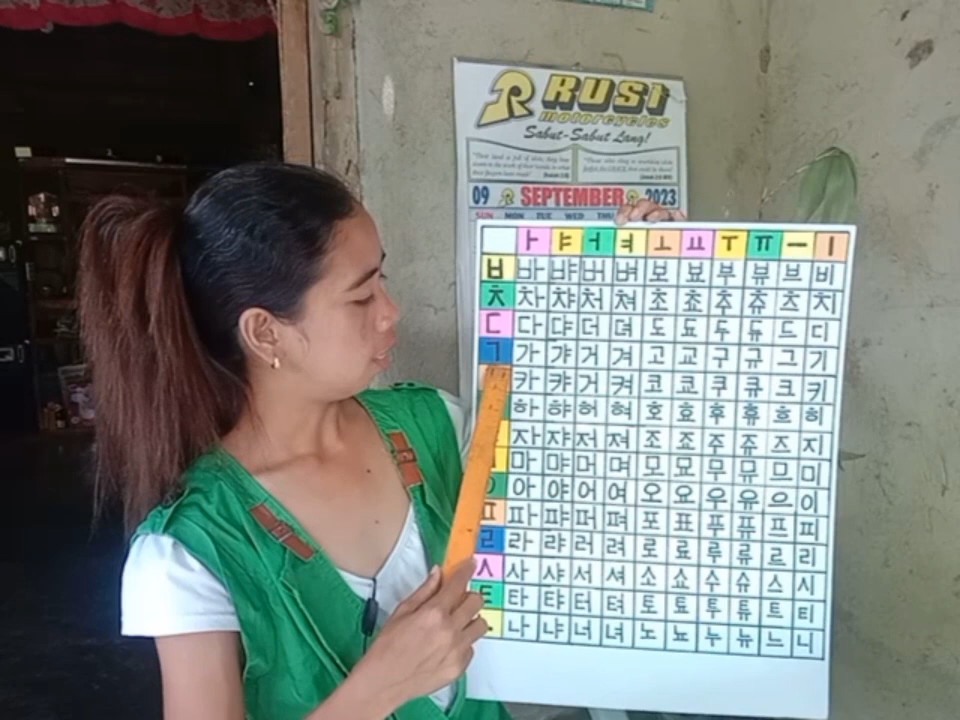 RUSI
motorcycles
Sabut-Sabut Lang!
09 SEPTEMBER 2023
SUN MON TUE WED THU
ㅏ ㅑ ㅓ ㅕ ㅗ ㅛ ㅜ ㅠ ㅡ ㅣ
ㅂ 바 뱌 버 벼 보 뵤 부 뷰 브 비
ㅊ 차 챠 처 쳐 초 쵸 추 츄 츠 치
ㄷ 다 댜 더 뎌 도 됴 두 듀 드 디
ㄱ 가 갸 거 겨 고 교 구 규 그 기
카 캬 거 켜 코 쿄 쿠 큐 크 키
하 햐 허 혀 호 효 후 휴 흐 히
자 쟈 저 져 조 죠 주 쥬 즈 지
마 먀 머 며 모 묘 무 뮤 므 미
ㅇ 아 야 어 여 오 요 우 유 으 이
ㅍ 파 퍄 퍼 펴 포 표 푸 퓨 프 피
ㄹ 라 랴 러 려 로 료 루 류 르 리
ㅅ 사 샤 서 셔 소 쇼 수 슈 스 시
ㅌ 타 탸 터 텨 토 툐 투 튜 트 티
나 냐 너 녀 노 뇨 누 뉴 느 니